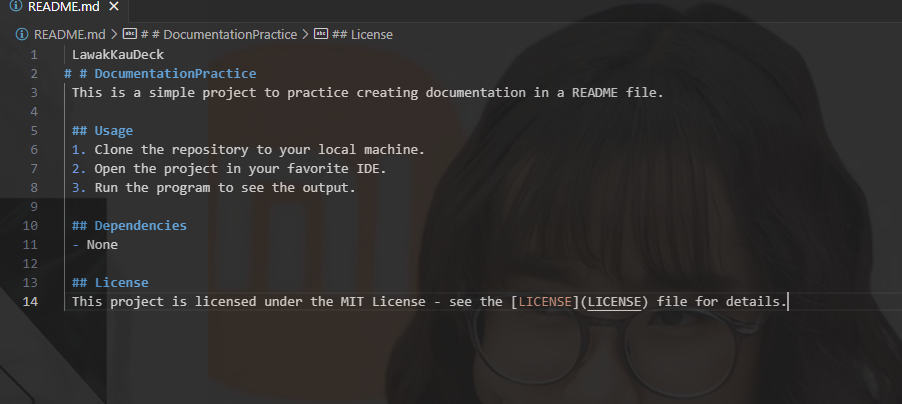 README.md
README.md > # # DocumentationPractice > ## License
1 LawakKauDeck
2 # # DocumentationPractice
3 This is a simple project to practice creating documentation in a README file.
4
5 ## Usage
6 1. Clone the repository to your local machine.
7 2. Open the project in your favorite IDE.
8 3. Run the program to see the output.
9
10 ## Dependencies
11 - None
12
13 ## License
14 This project is licensed under the MIT License - see the [LICENSE](LICENSE) file for details.